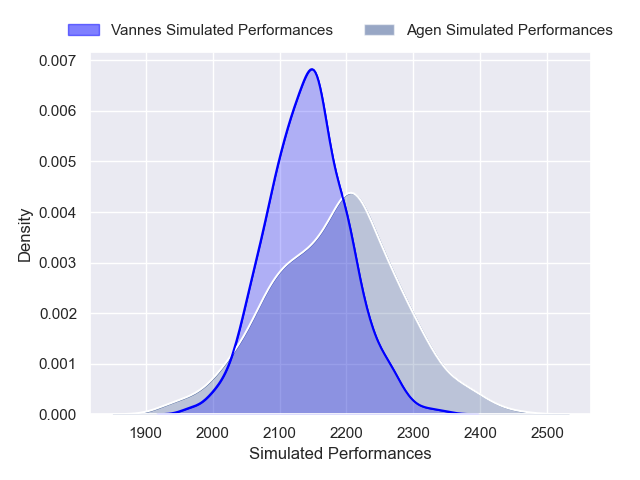 Vannes Simulated Performances
Agen Simulated Performances
0.007
0.006
0.005
0.004
0.003
0.002
0.001
0.000
Density
1900 2000 2100 2200 2300 2400 2500
Simulated Performances